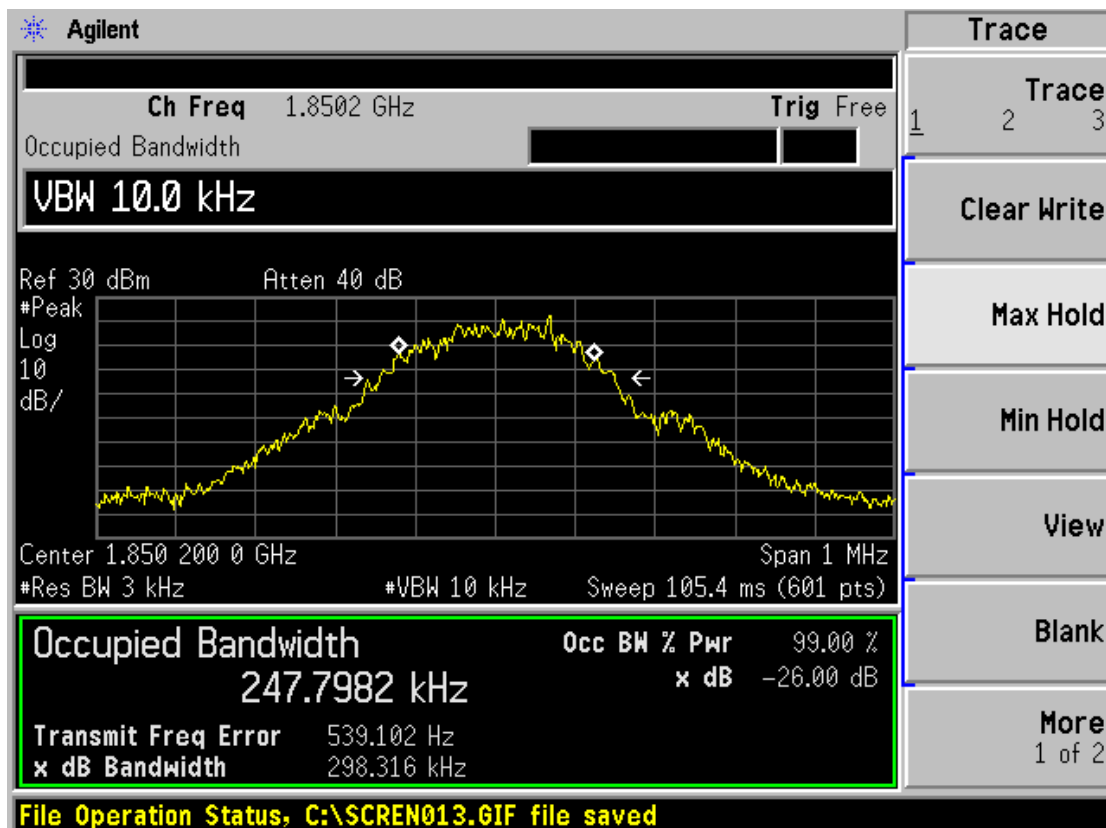 Agilent
Trace
Ch Freq 1.8502 GHz Trig Free
Occupied Bandwidth
VBW 10.0 kHz
Ref 30 dBm Atten 40 dB
#Peak
Log
10
dB/
Center 1.850 200 0 GHz Span 1 MHz
#Res BW 3 kHz #VBW 10 kHz Sweep 105.4 ms (601 pts)
Occupied Bandwidth
247.7982 kHz
Occ BW % Pwr 99.00 %
x dB -26.00 dB
Transmit Freq Error 539.102 Hz
x dB Bandwidth 298.316 kHz
File Operation Status, C:\SCREN013.GIF file saved
Trace
1 2 3
Clear Write
Max Hold
Min Hold
View
Blank
More
1 of 2